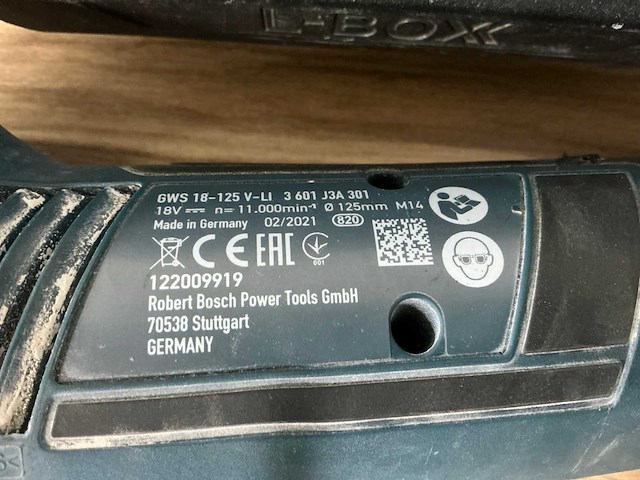 L-BOXX
GWS 18-125 V-LI 3 601 J3A 301
18V n=11.000min⁻¹ Ø 125mm M14
Made in Germany 02/2021 820
CE EAC
001
122009919
Robert Bosch Power Tools GmbH
70538 Stuttgart
GERMANY